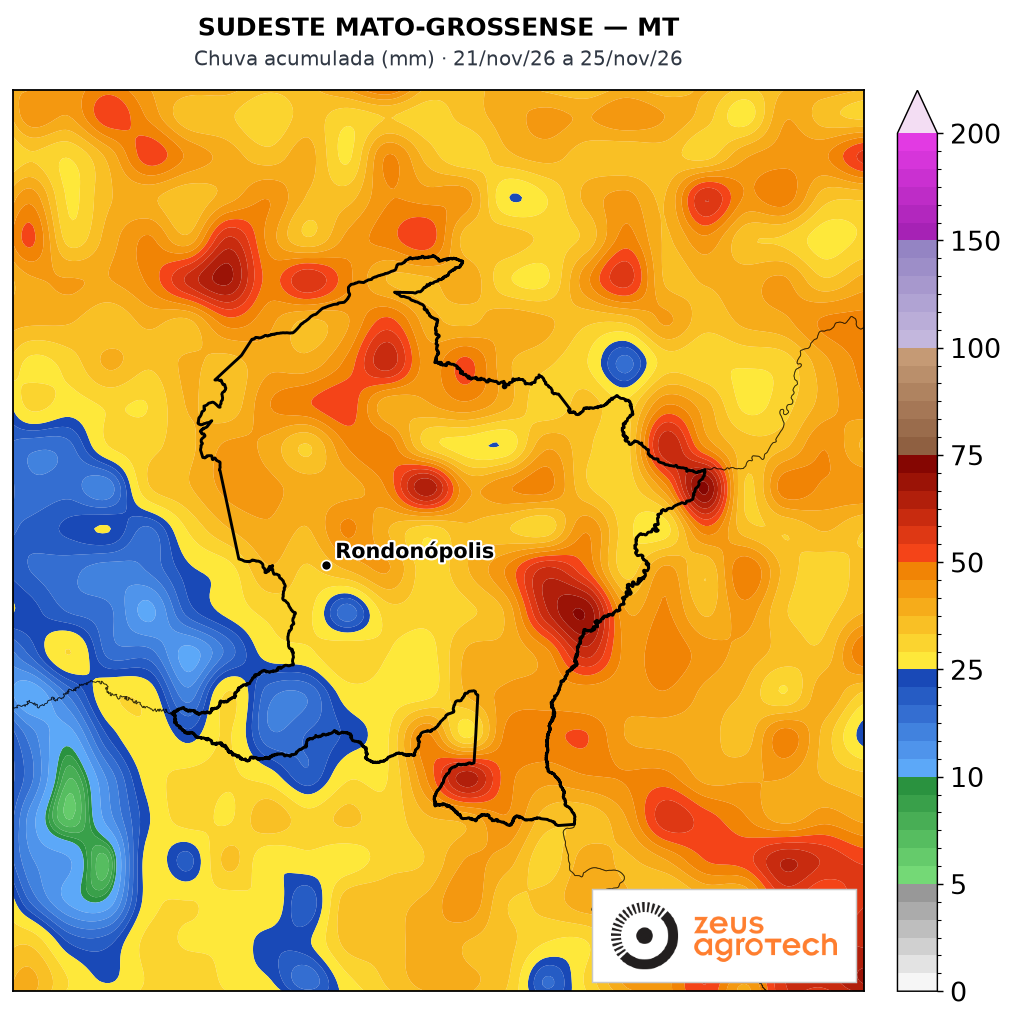 SUDESTE MATO-GROSSENSE — MT
Chuva acumulada (mm) · 21/nov/26 a 25/nov/26
200
150
100
75
50
25
10
5
0
Rondonópolis
zeus
agrotech